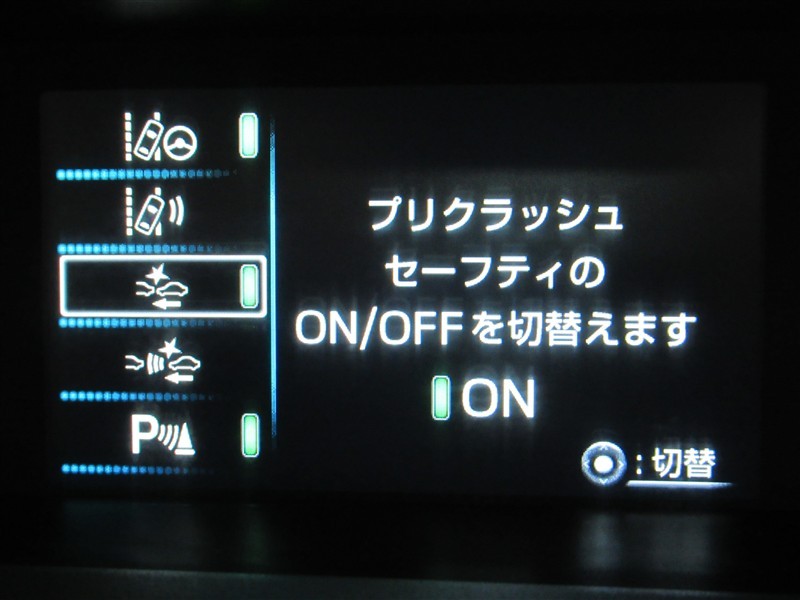 プリクラッシュ
セーフティの
ON/OFFを切替えます
ON
:切替
P